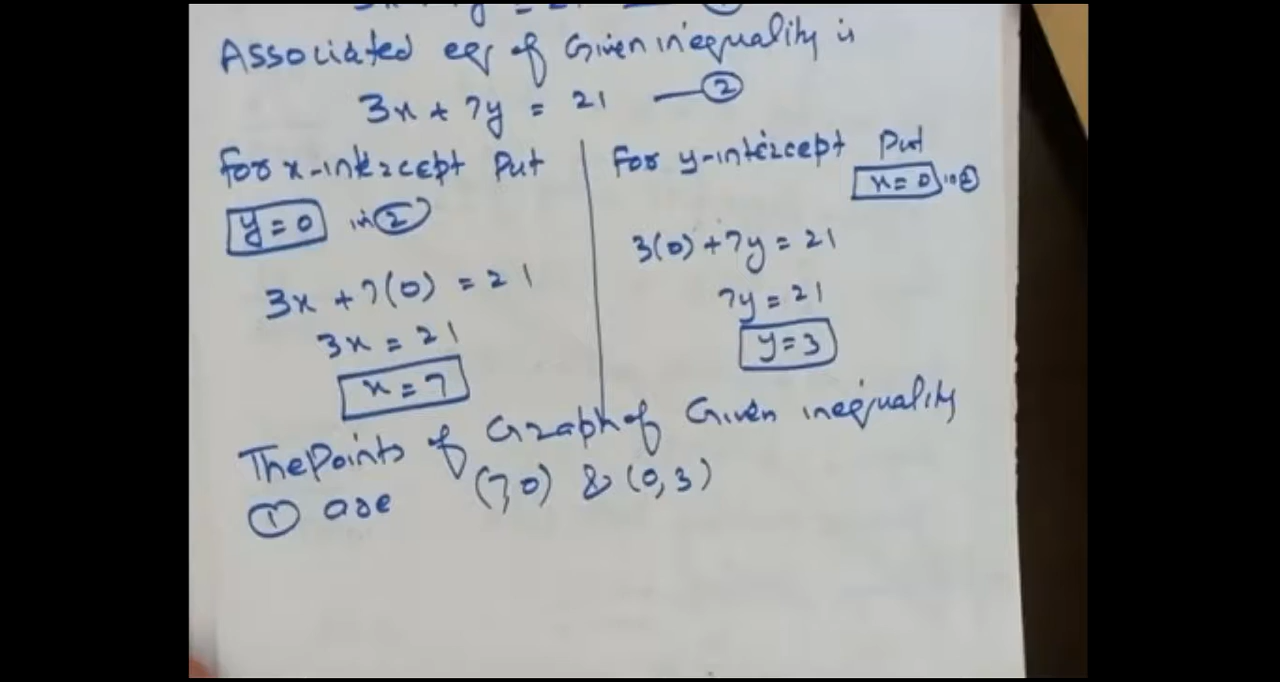 Associated eq of Given inequality is
3x + 7y = 21 — ②
For x-intercept Put
y = 0 in ②
3x + 7(0) = 21
3x = 21
x = 7
For y-intercept Put
x = 0 in ②
3(0) + 7y = 21
7y = 21
y = 3
The Points of Graph of Given inequality
① are (7,0) & (0,3)